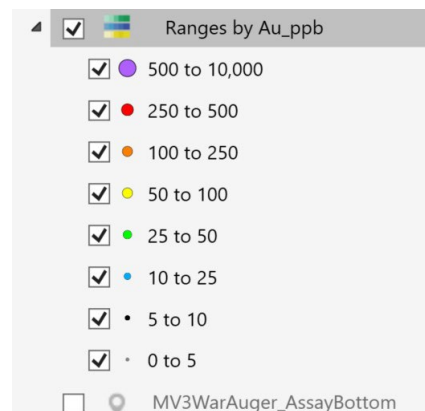 Ranges by Au_ppb
500 to 10,000
250 to 500
100 to 250
50 to 100
25 to 50
10 to 25
5 to 10
0 to 5
MV3WarAuger_AssayBottom